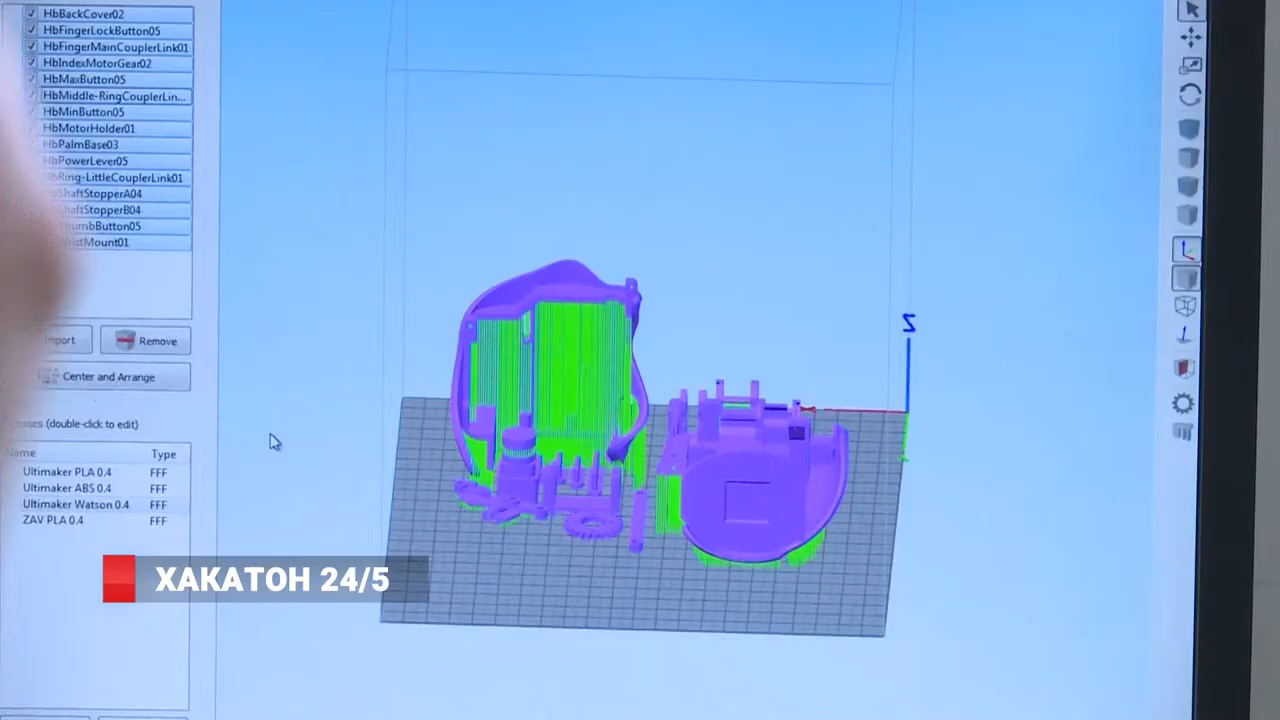 HbBackCover02
HbFingerLockButton05
HbFingerMainCouplerLink01
HbIndexMotorGear02
HbMaxButton05
HbMiddle-RingCouplerLin...
HbMinButton05
HbMotorHolder01
HbPalmBase03
HbPowerLever05
HbRing-LittleCouplerLink01
ShaftStopperA04
ShaftStopperB04
humbButton05
istMount01
Remove
Center and Arrange
(double-click to edit)
Name Type
Ultimaker PLA 0.4 FFF
Ultimaker ABS 0.4 FFF
Ultimaker Watson 0.4 FFF
ZAV PLA 0.4 FFF
Z
ХАКАТОН 24/5